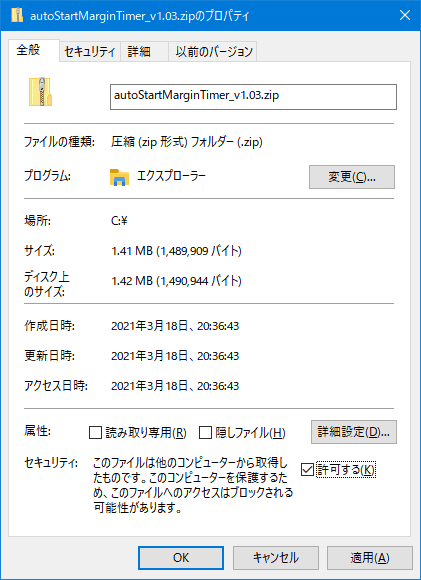 autoStartMarginTimer_v1.03.zipのプロパティ
全般 セキュリティ 詳細 以前のバージョン
autoStartMarginTimer_v1.03.zip
ファイルの種類: 圧縮 (zip 形式) フォルダー (.zip)
プログラム: エクスプローラー 変更(C)...
場所: C:¥
サイズ: 1.41 MB (1,489,909 バイト)
ディスク上
のサイズ: 1.42 MB (1,490,944 バイト)
作成日時: 2021年3月18日、20:36:43
更新日時: 2021年3月18日、20:36:43
アクセス日時: 2021年3月18日、20:36:43
属性: 読み取り専用(R) 隠しファイル(H) 詳細設定(D)...
セキュリティ: このファイルは他のコンピューターから取得し
たものです。このコンピューターを保護するた
め、このファイルへのアクセスはブロックされる
可能性があります。
許可する(K)
OK キャンセル 適用(A)